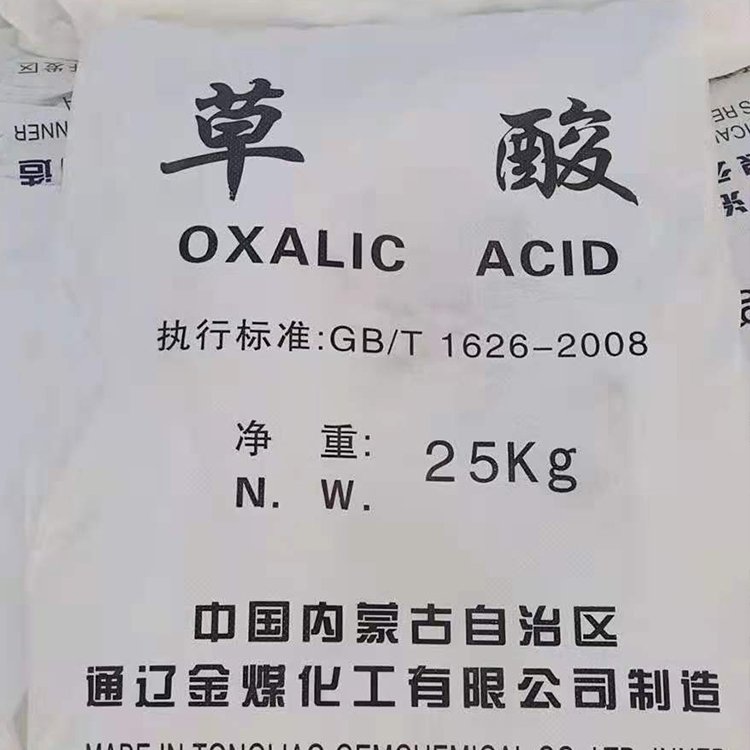 草 酸
OXALIC ACID
执行标准:GB/T 1626-2008
净 重: 25Kg
N. W.
中国内蒙古自治区
通辽金煤化工有限公司制造